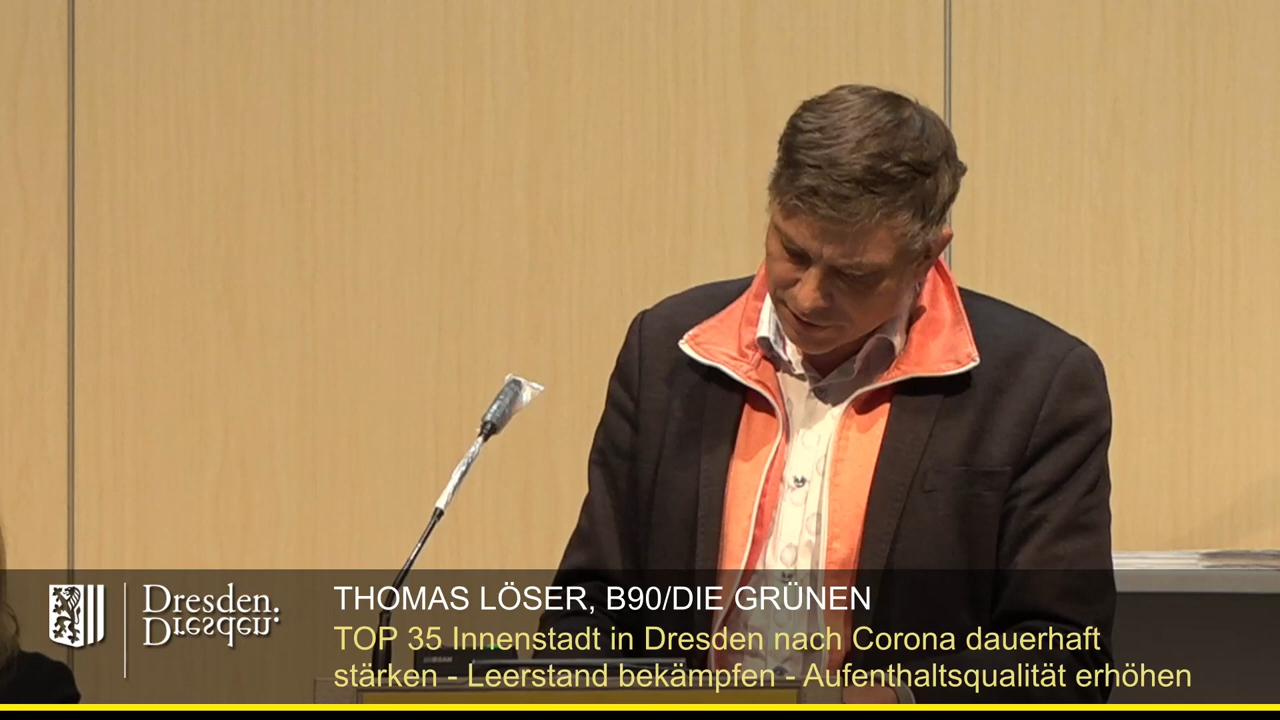 Dresden.
Dresden.
THOMAS LÖSER, B90/DIE GRÜNEN
TOP 35 Innenstadt in Dresden nach Corona dauerhaft
stärken - Leerstand bekämpfen - Aufenthaltsqualität erhöhen